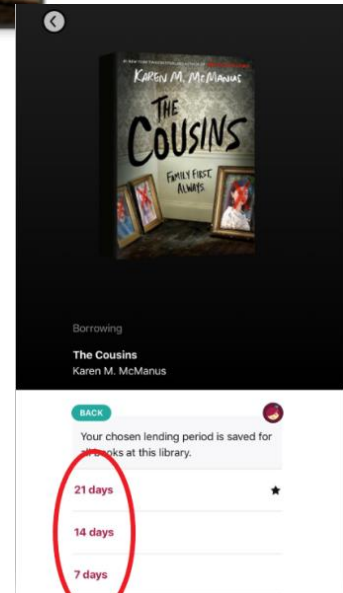 KAREN M. McMANUS
THE
COUSINS
FAMILY FIRST.
ALWAYS.
Borrowing
The Cousins
Karen M. McManus
BACK
Your chosen lending period is saved for
all books at this library.
21 days
14 days
7 days